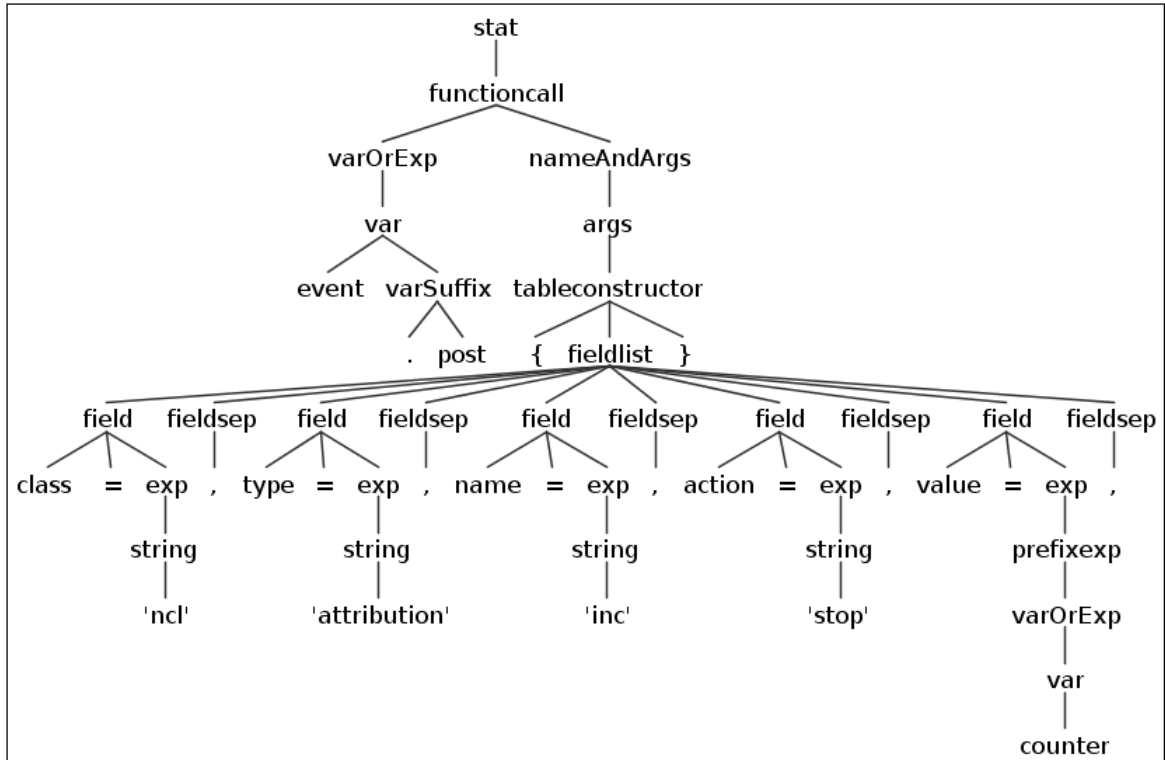 stat
functioncall
varOrExp nameAndArgs
var args
event varSuffix tableconstructor
. post { fieldlist }
field fieldsep field fieldsep field fieldsep field fieldsep field fieldsep
class = exp , type = exp , name = exp , action = exp , value = exp ,
string string string string prefixexp
'ncl' 'attribution' 'inc' 'stop' varOrExp
var
counter